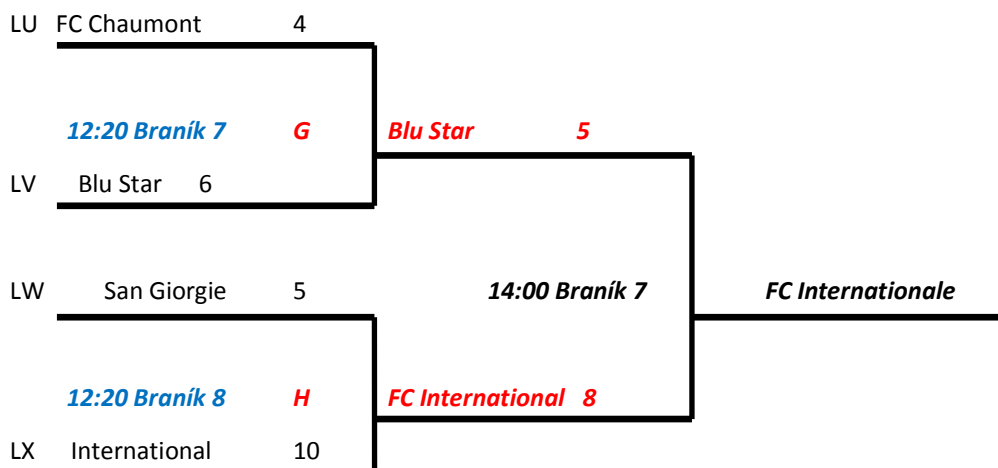 LU FC Chaumont 4
12:20 Braník 7 G Blu Star 5
LV Blu Star 6
LW San Giorgie 5 14:00 Braník 7 FC Internationale
12:20 Braník 8 H FC International 8
LX International 10